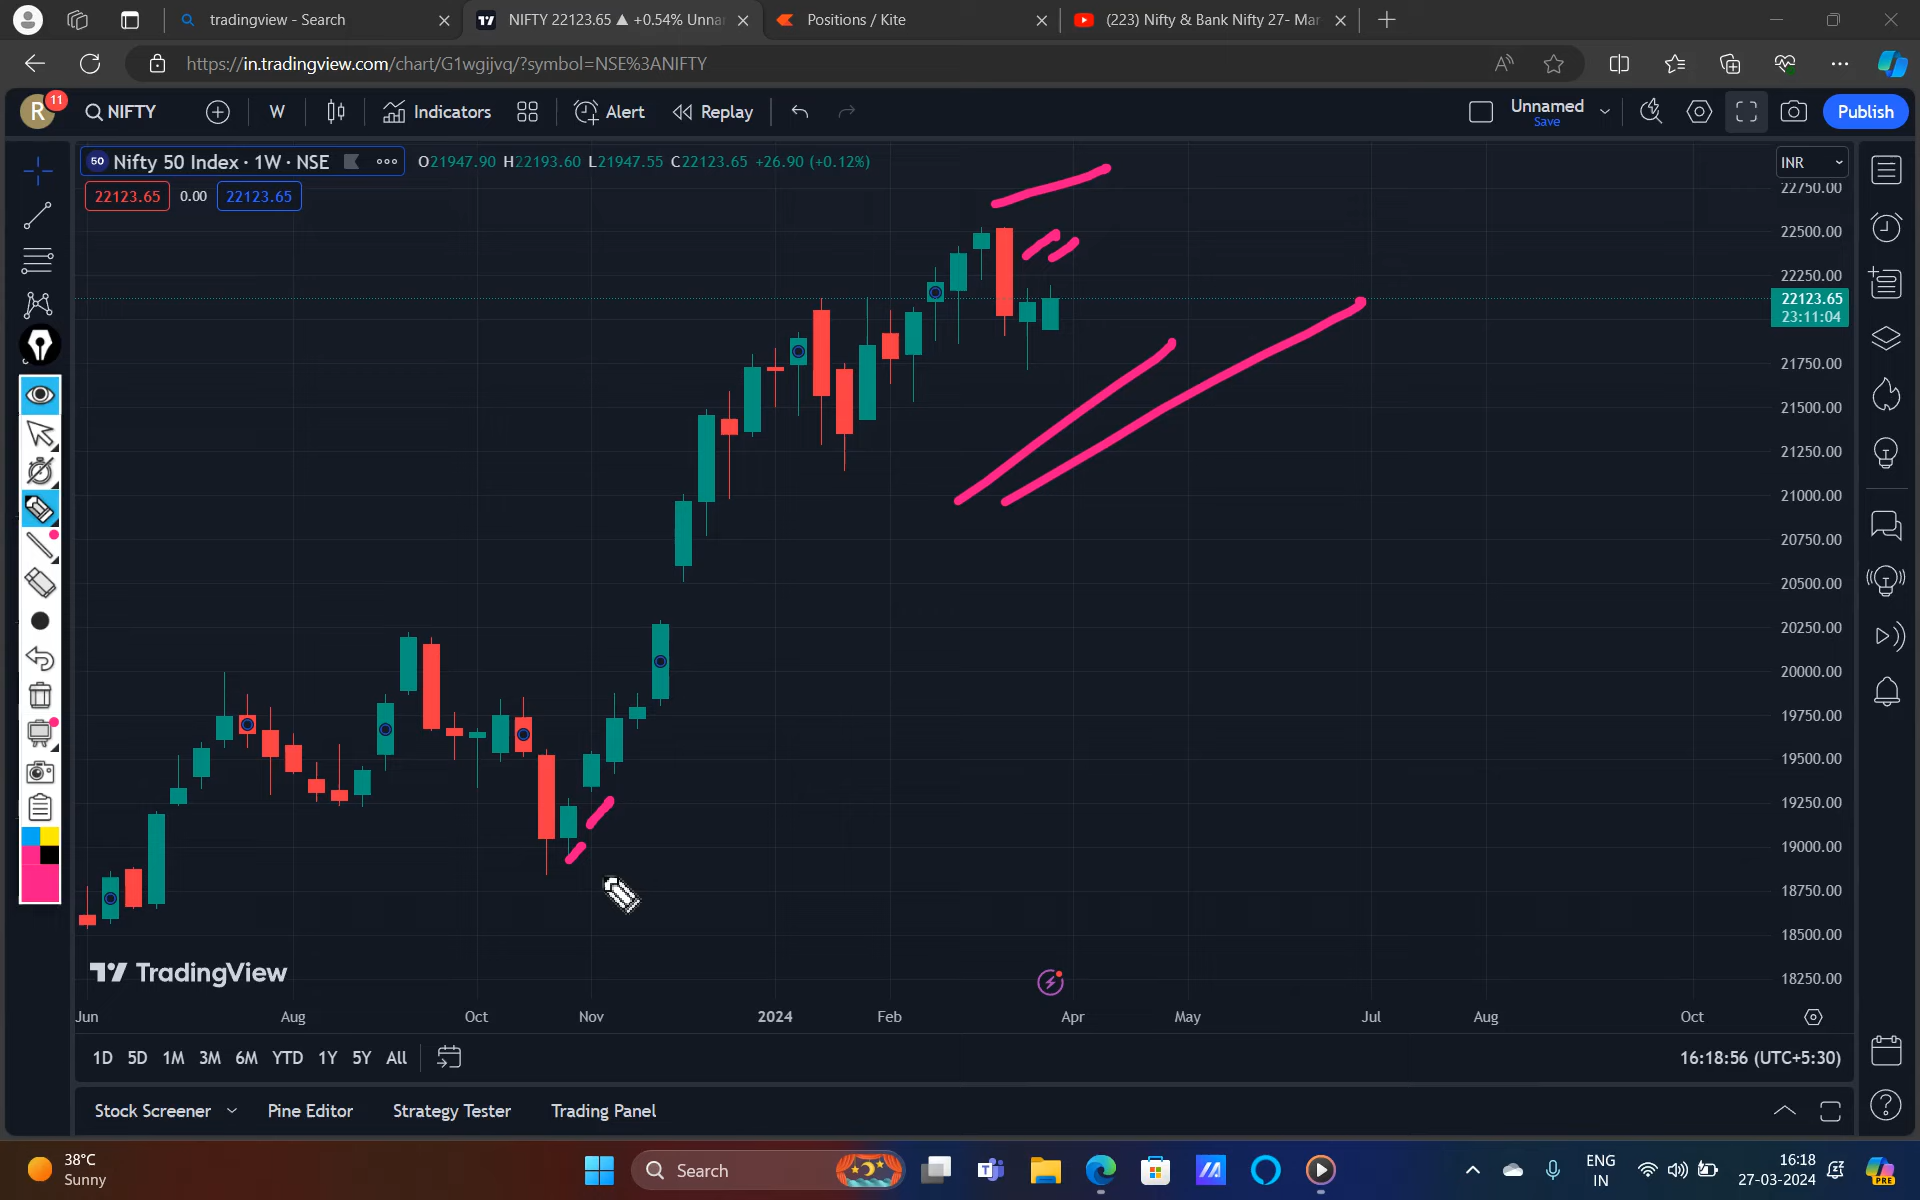 tradingview - Search
NIFTY 22123.65 ▲ +0.54% Unna
Positions / Kite
(223) Nifty & Bank Nifty 27- Mar
https://in.tradingview.com/chart/G1wgijvq/?symbol=NSE%3ANIFTY
R 11
NIFTY
W
Indicators
Alert
Replay
Unnamed
Save
Publish
50 Nifty 50 Index · 1W · NSE
O21947.90 H22193.60 L21947.55 C22123.65 +26.90 (+0.12%)
INR
22123.65 0.00 22123.65
22750.00
22500.00
22250.00
22123.65
23:11:04
21750.00
21500.00
21250.00
21000.00
20750.00
20500.00
20250.00
20000.00
19750.00
19500.00
19250.00
19000.00
18750.00
18500.00
18250.00
TradingView
Jun Aug Oct Nov 2024 Feb Apr May Jul Aug Oct
1D 5D 1M 3M 6M YTD 1Y 5Y All
16:18:56 (UTC+5:30)
Stock Screener Pine Editor Strategy Tester Trading Panel
38°C
Sunny
Search
ENG
IN
16:18
27-03-2024
PRE